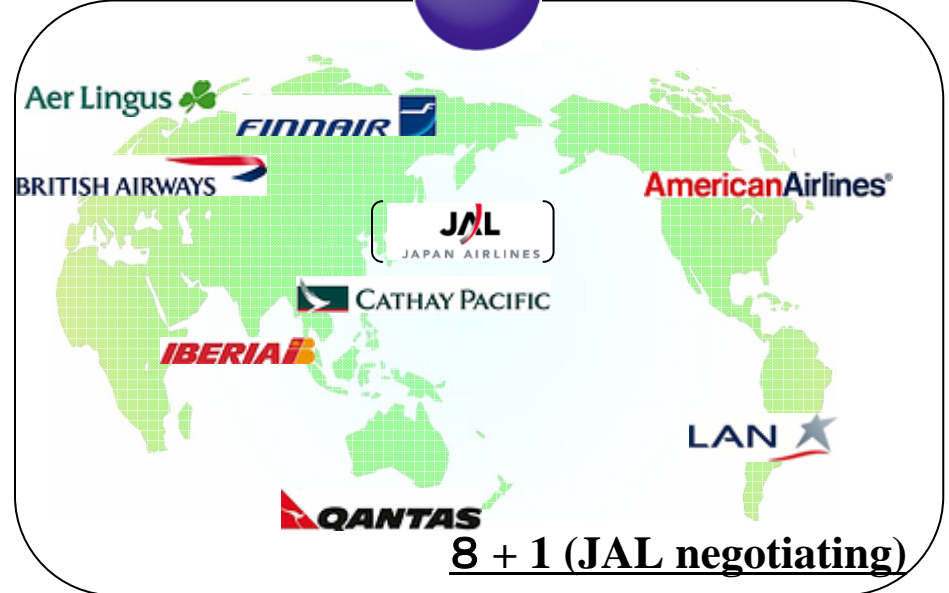 Aer Lingus
FINNAIR
BRITISH AIRWAYS
AmericanAirlines®
JAL
JAPAN AIRLINES
CATHAY PACIFIC
IBERIA
LAN
QANTAS
8 + 1 (JAL negotiating)